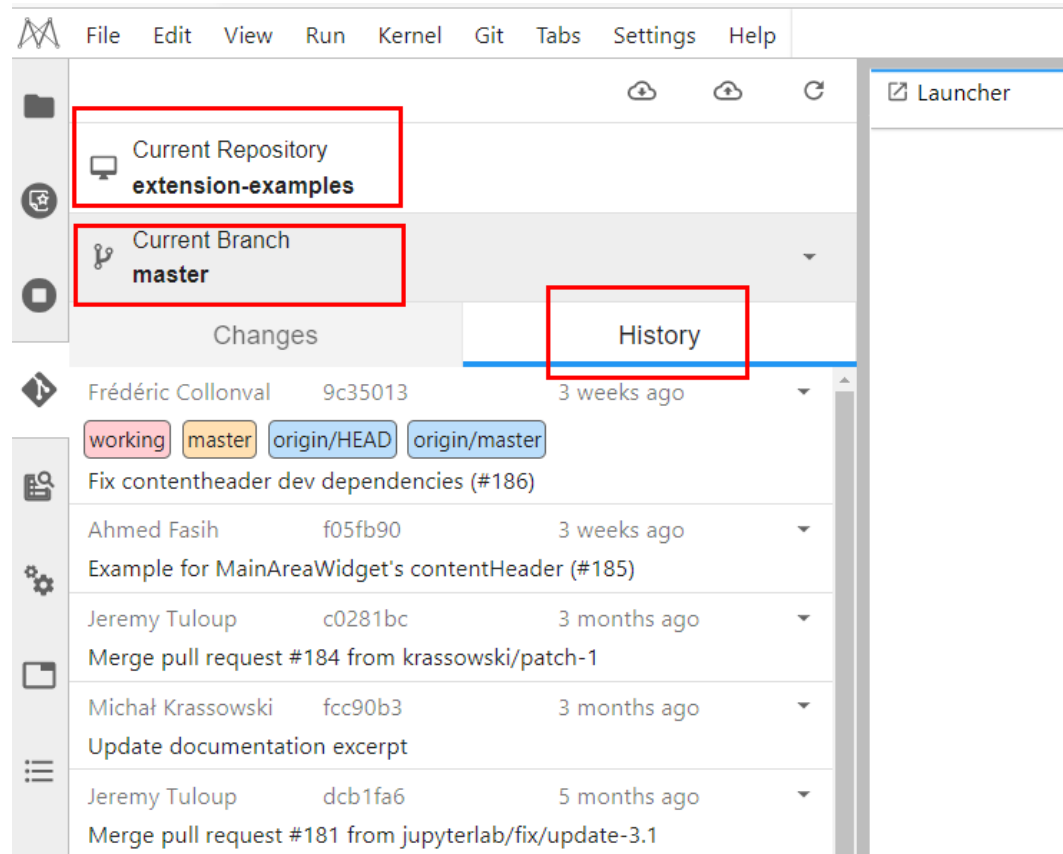 File Edit View Run Kernel Git Tabs Settings Help
Launcher
Current Repository
extension-examples
Current Branch
master
Changes History
Frédéric Collonval 9c35013 3 weeks ago
working master origin/HEAD origin/master
Fix contentheader dev dependencies (#186)
Ahmed Fasih f05fb90 3 weeks ago
Example for MainAreaWidget's contentHeader (#185)
Jeremy Tuloup c0281bc 3 months ago
Merge pull request #184 from krassowski/patch-1
Michał Krassowski fcc90b3 3 months ago
Update documentation excerpt
Jeremy Tuloup dcb1fa6 5 months ago
Merge pull request #181 from jupyterlab/fix/update-3.1